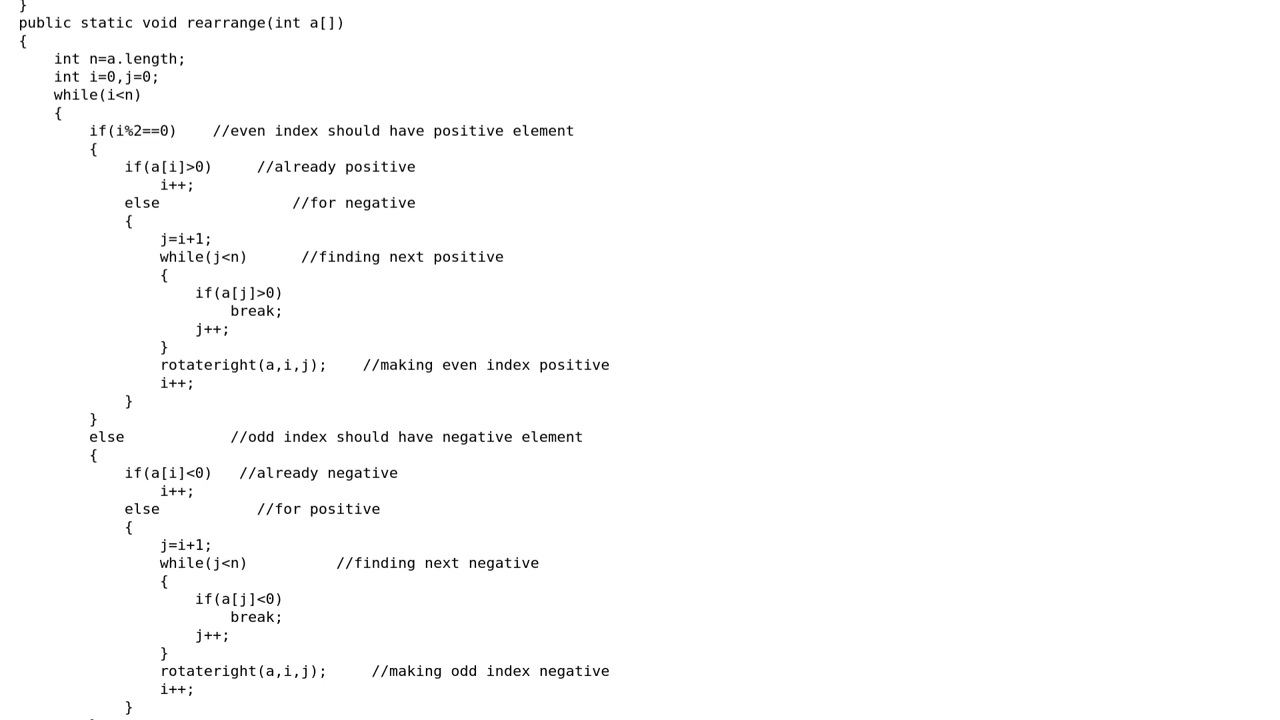 }
public static void rearrange(int a[])
{
    int n=a.length;
    int i=0,j=0;
    while(i<n)
    {
        if(i%2==0)    //even index should have positive element
        {
            if(a[i]>0)     //already positive
                i++;
            else               //for negative
            {
                j=i+1;
                while(j<n)      //finding next positive
                {
                    if(a[j]>0)
                        break;
                    j++;
                }
                rotateright(a,i,j);    //making even index positive
                i++;
            }
        }
        else            //odd index should have negative element
        {
            if(a[i]<0)   //already negative
                i++;
            else           //for positive
            {
                j=i+1;
                while(j<n)          //finding next negative
                {
                    if(a[j]<0)
                        break;
                    j++;
                }
                rotateright(a,i,j);     //making odd index negative
                i++;
            }